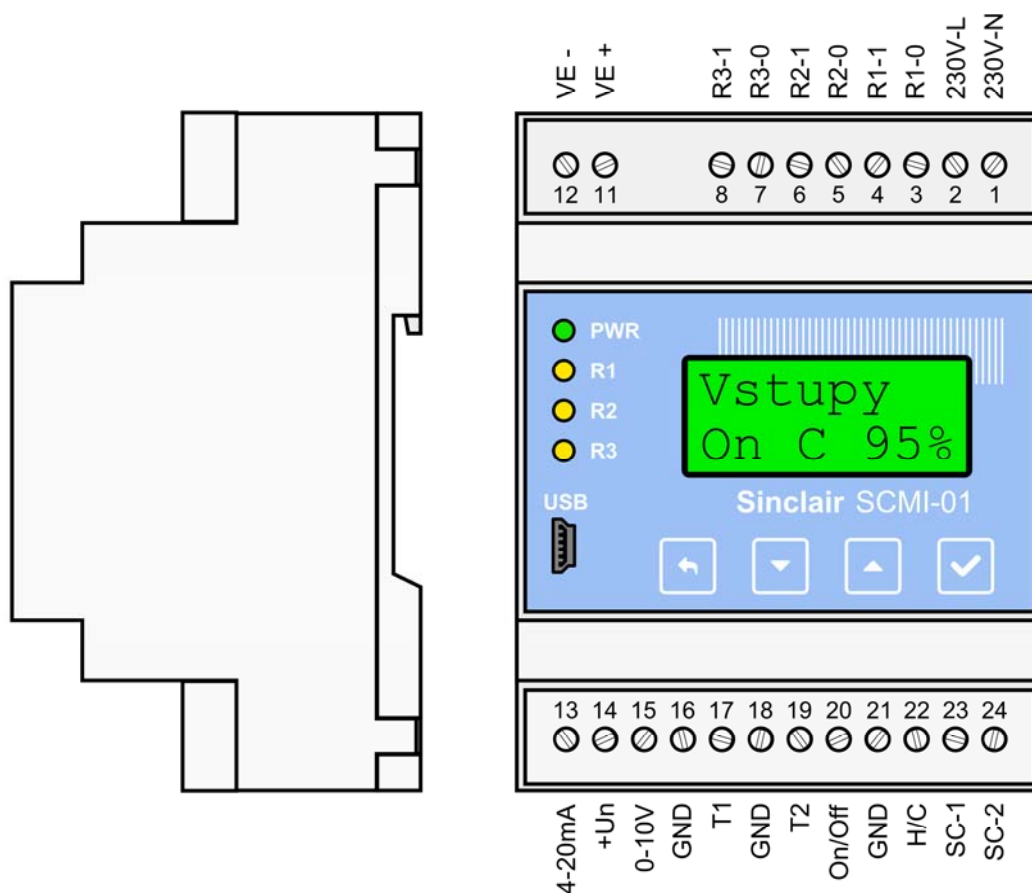 VE - VE + R3-1 R3-0 R2-1 R2-0 R1-1 R1-0 230V-L 230V-N
12 11 8 7 6 5 4 3 2 1
PWR
R1
R2
R3
USB
Vstupy
On C 95%
Sinclair SCMI-01
13 14 15 16 17 18 19 20 21 22 23 24
4-20mA +Un 0-10V GND T1 GND T2 On/Off GND H/C SC-1 SC-2